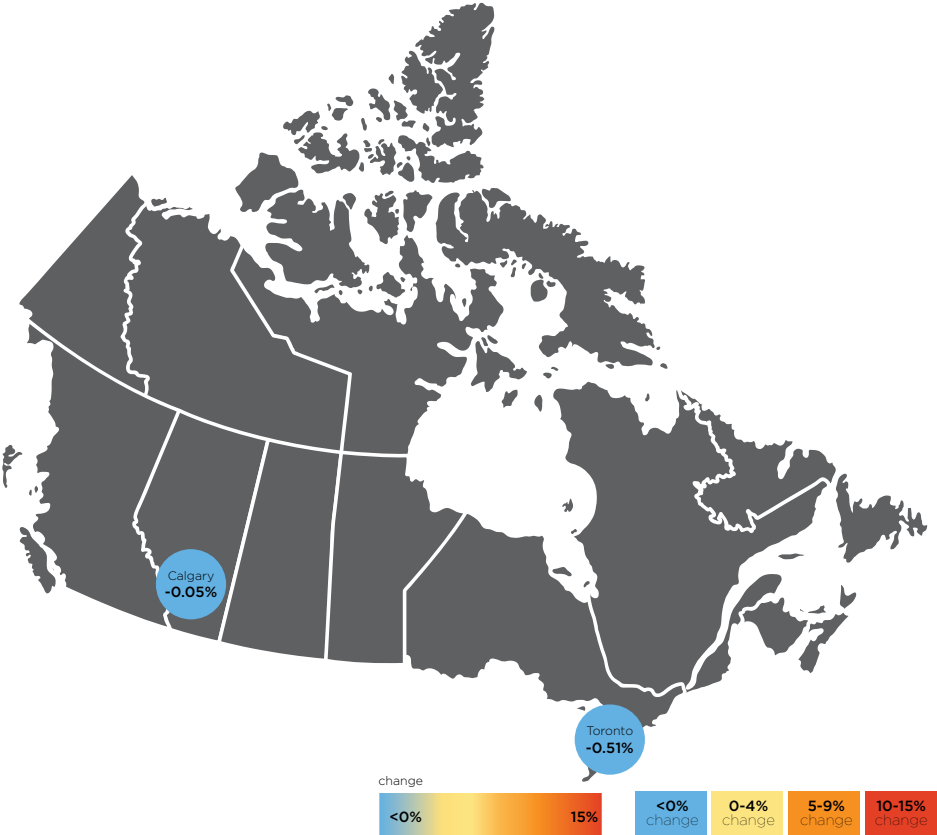 Calgary
-0.05%
Toronto
-0.51%
change
<0% 15%
<0%
change
0-4%
change
5-9%
change
10-15%
change